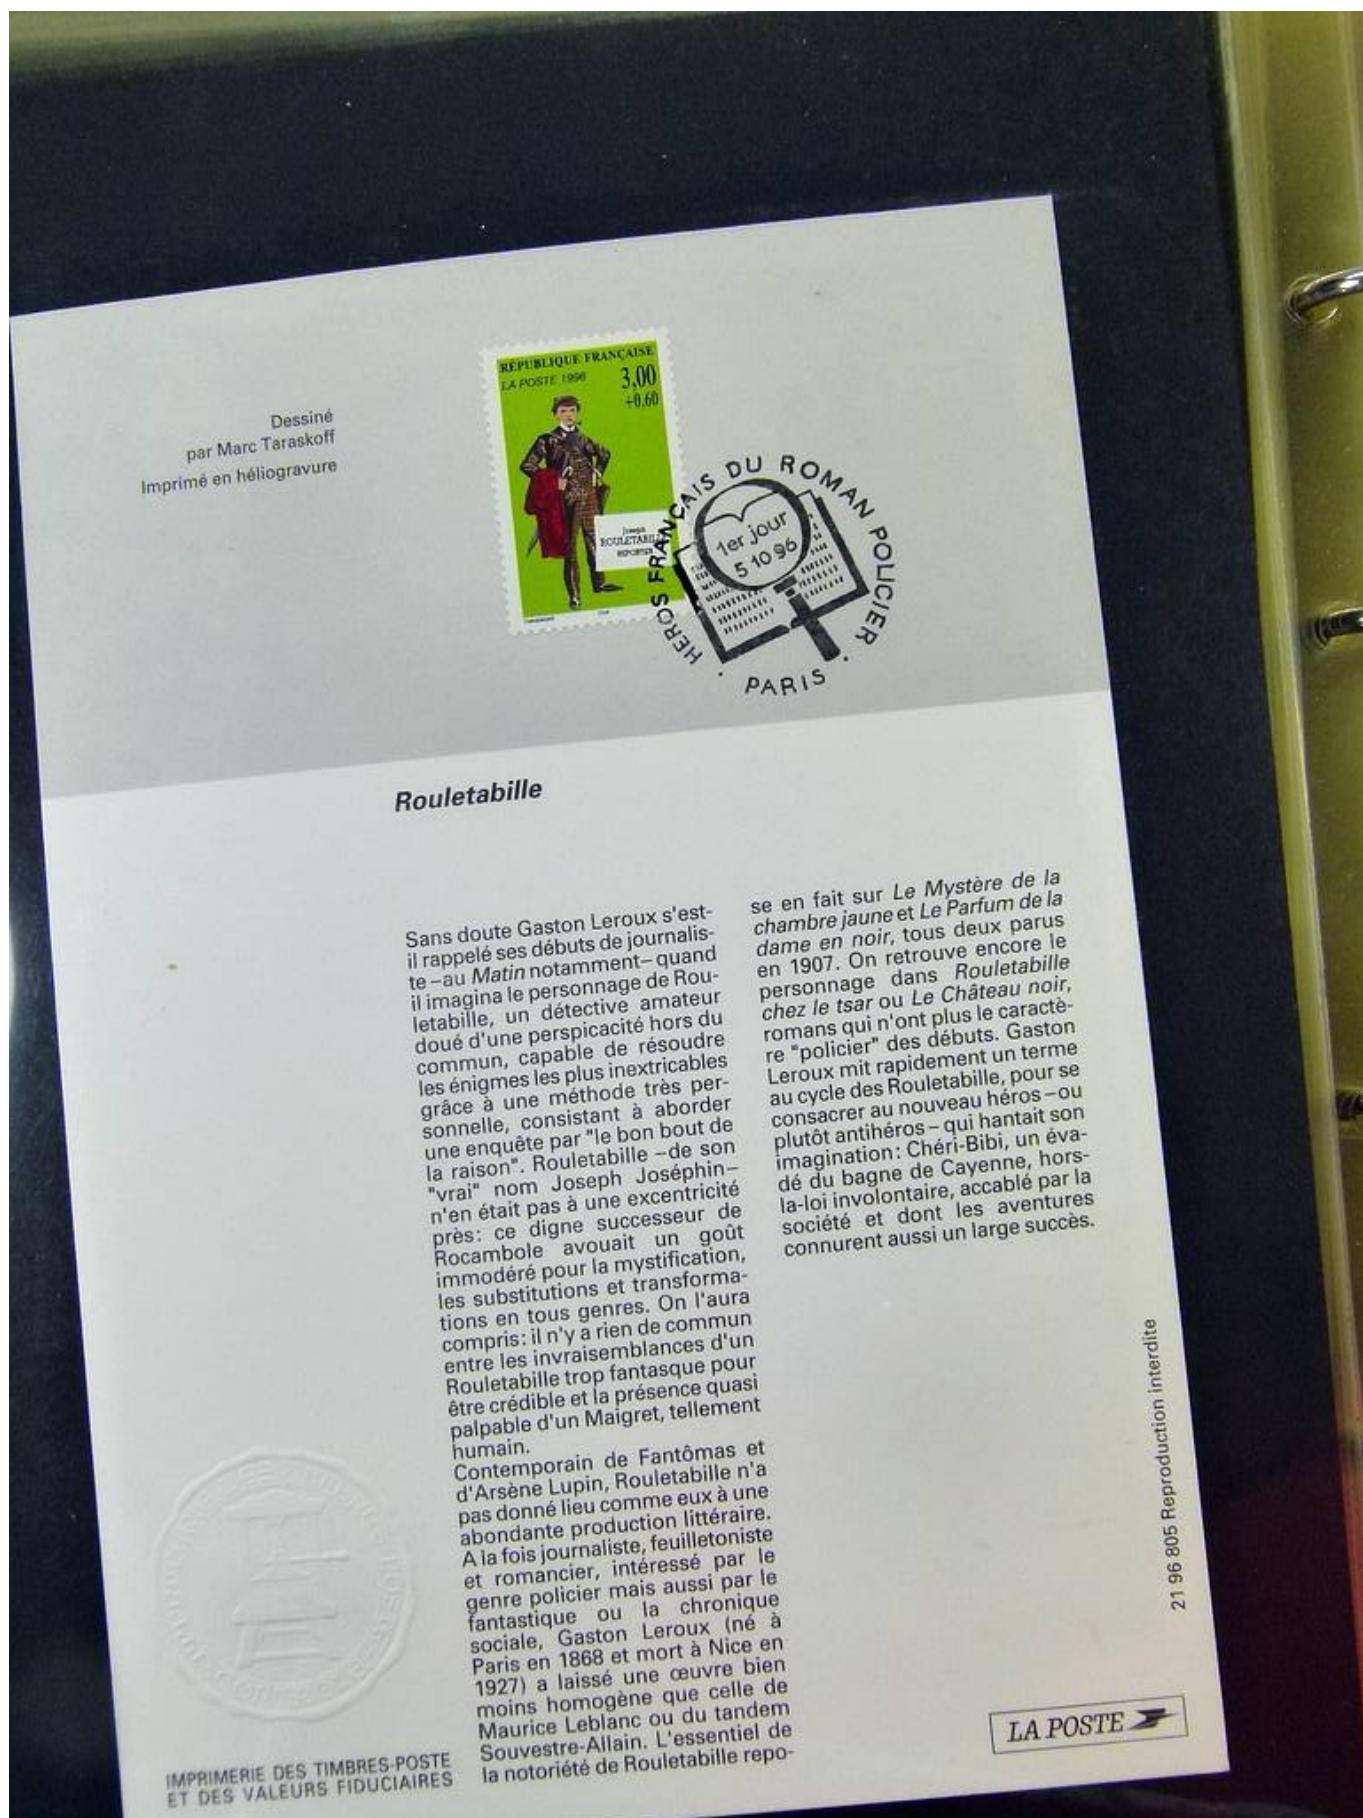 Dessiné
par Marc Taraskoff
Imprimé en héliogravure
RÉPUBLIQUE FRANÇAISE
LA POSTE 1996
3,00
+0,60
Joseph
ROULETABILLE
REPORTER
HEROS FRANÇAIS DU ROMAN POLICIER
1er jour
5 10 96
· PARIS ·
Rouletabille
Sans doute Gaston Leroux s'est-
il rappelé ses débuts de journalis-
te –au Matin notamment– quand
il imagina le personnage de Rou-
letabille, un détective amateur
doué d'une perspicacité hors du
commun, capable de résoudre
les énigmes les plus inextricables
grâce à une méthode très per-
sonnelle, consistant à aborder
une enquête par "le bon bout de
la raison". Rouletabille –de son
"vrai" nom Joseph Joséphin–
n'en était pas à une excentricité
près: ce digne successeur de
Rocambole avouait un goût
immodéré pour la mystification,
les substitutions et transforma-
tions en tous genres. On l'aura
compris: il n'y a rien de commun
entre les invraisemblances d'un
Rouletabille trop fantasque pour
être crédible et la présence quasi
palpable d'un Maigret, tellement
humain.
Contemporain de Fantômas et
d'Arsène Lupin, Rouletabille n'a
pas donné lieu comme eux à une
abondante production littéraire.
A la fois journaliste, feuilletoniste
et romancier, intéressé par le
genre policier mais aussi par le
fantastique ou la chronique
sociale, Gaston Leroux (né à
Paris en 1868 et mort à Nice en
1927) a laissé une œuvre bien
moins homogène que celle de
Maurice Leblanc ou du tandem
Souvestre-Allain. L'essentiel de
la notoriété de Rouletabille repo-
se en fait sur Le Mystère de la
chambre jaune et Le Parfum de la
dame en noir, tous deux parus
en 1907. On retrouve encore le
personnage dans Rouletabille
chez le tsar ou Le Château noir,
romans qui n'ont plus le caractè-
re "policier" des débuts. Gaston
Leroux mit rapidement un terme
au cycle des Rouletabille, pour se
consacrer au nouveau héros –ou
plutôt antihéros– qui hantait son
imagination: Chéri-Bibi, un éva-
dé du bagne de Cayenne, hors-
la-loi involontaire, accablé par la
société et dont les aventures
connurent aussi un large succès.
21 96 805 Reproduction interdite
LA POSTE
IMPRIMERIE DES TIMBRES-POSTE
ET DES VALEURS FIDUCIAIRES